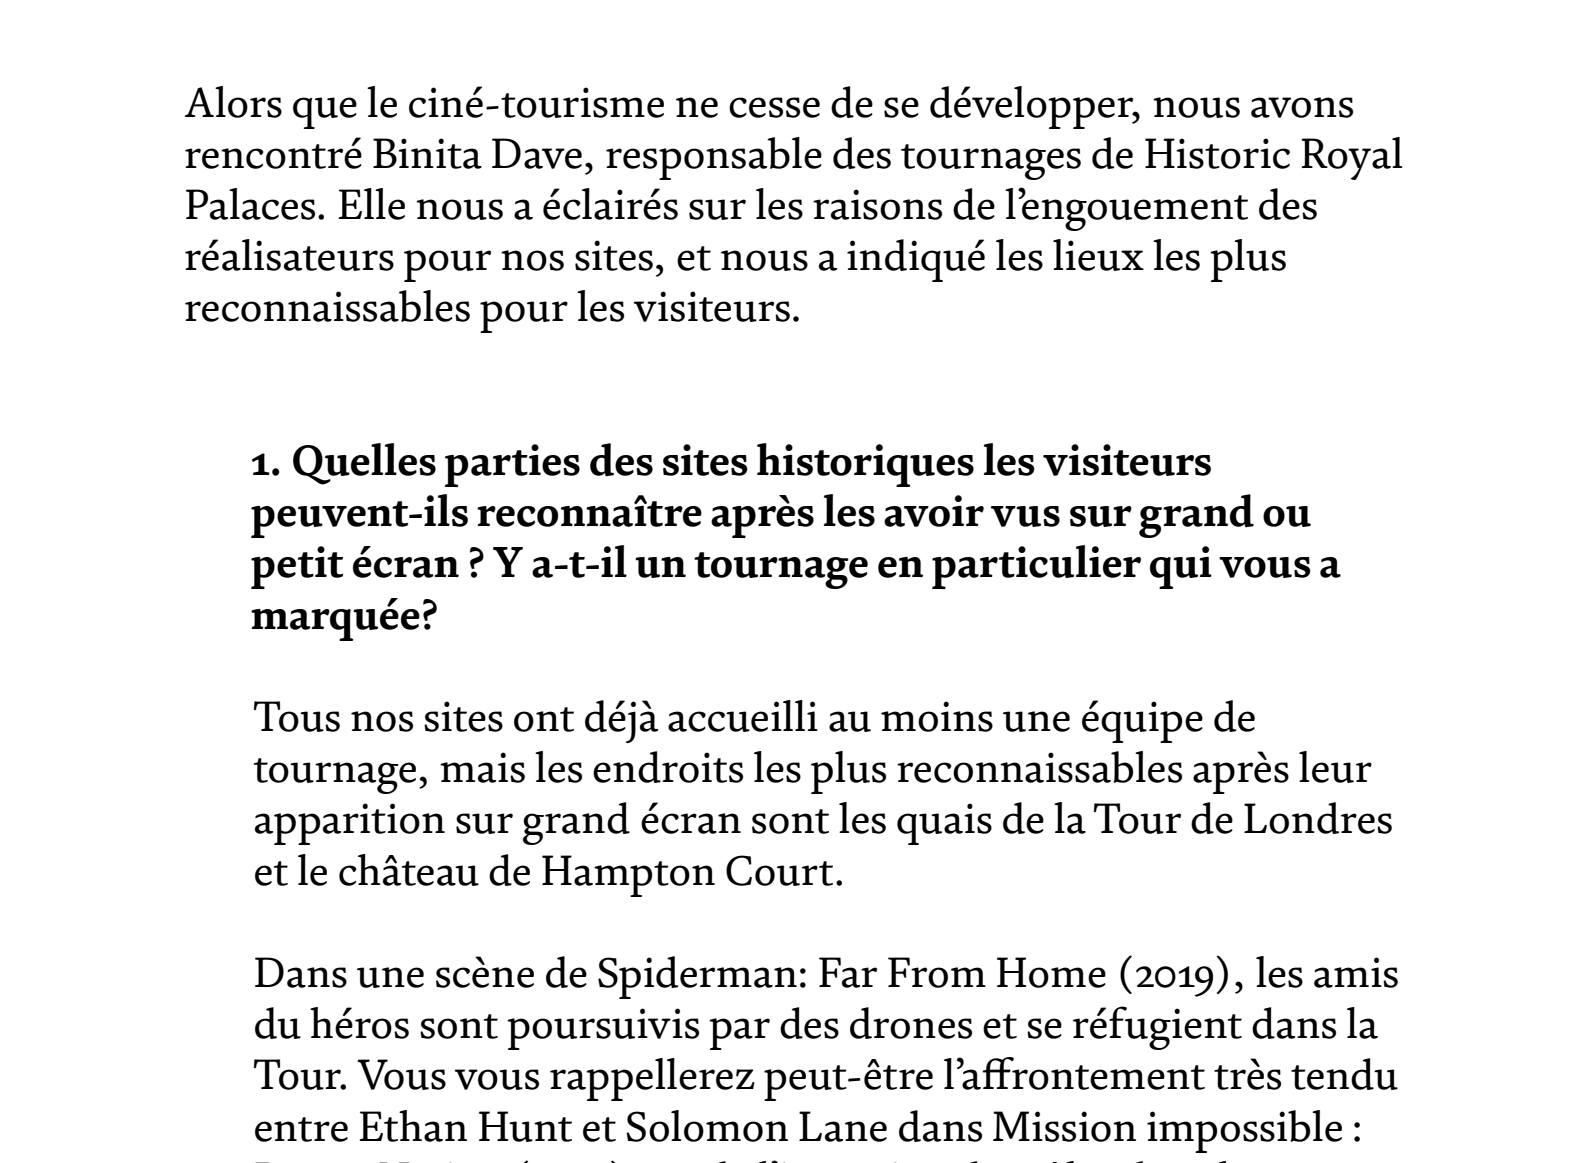 Alors que le ciné-tourisme ne cesse de se développer, nous avons
rencontré Binita Dave, responsable des tournages de Historic Royal
Palaces. Elle nous a éclairés sur les raisons de l’engouement des
réalisateurs pour nos sites, et nous a indiqué les lieux les plus
reconnaissables pour les visiteurs.
1. Quelles parties des sites historiques les visiteurs
peuvent-ils reconnaître après les avoir vus sur grand ou
petit écran ? Y a-t-il un tournage en particulier qui vous a
marquée?
Tous nos sites ont déjà accueilli au moins une équipe de
tournage, mais les endroits les plus reconnaissables après leur
apparition sur grand écran sont les quais de la Tour de Londres
et le château de Hampton Court.
Dans une scène de Spiderman: Far From Home (2019), les amis
du héros sont poursuivis par des drones et se réfugient dans la
Tour. Vous vous rappellerez peut-être l’affrontement très tendu
entre Ethan Hunt et Solomon Lane dans Mission impossible :